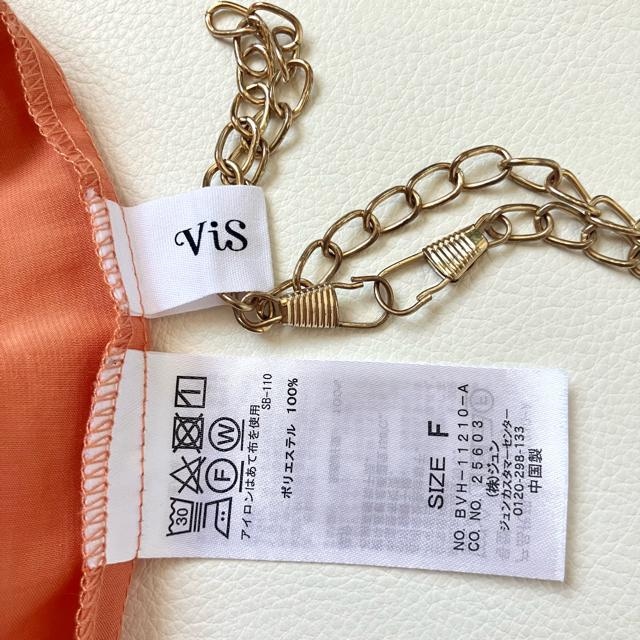 ViS
30
F
W
アイロンはあて布を使用
SB-110
ポリエステル 100%
SIZE F
NO. BVH-11210-A
CO. NO. 25603 E
(株)ジュン
ジュンカスタマーセンター
0120-298-133
中国製